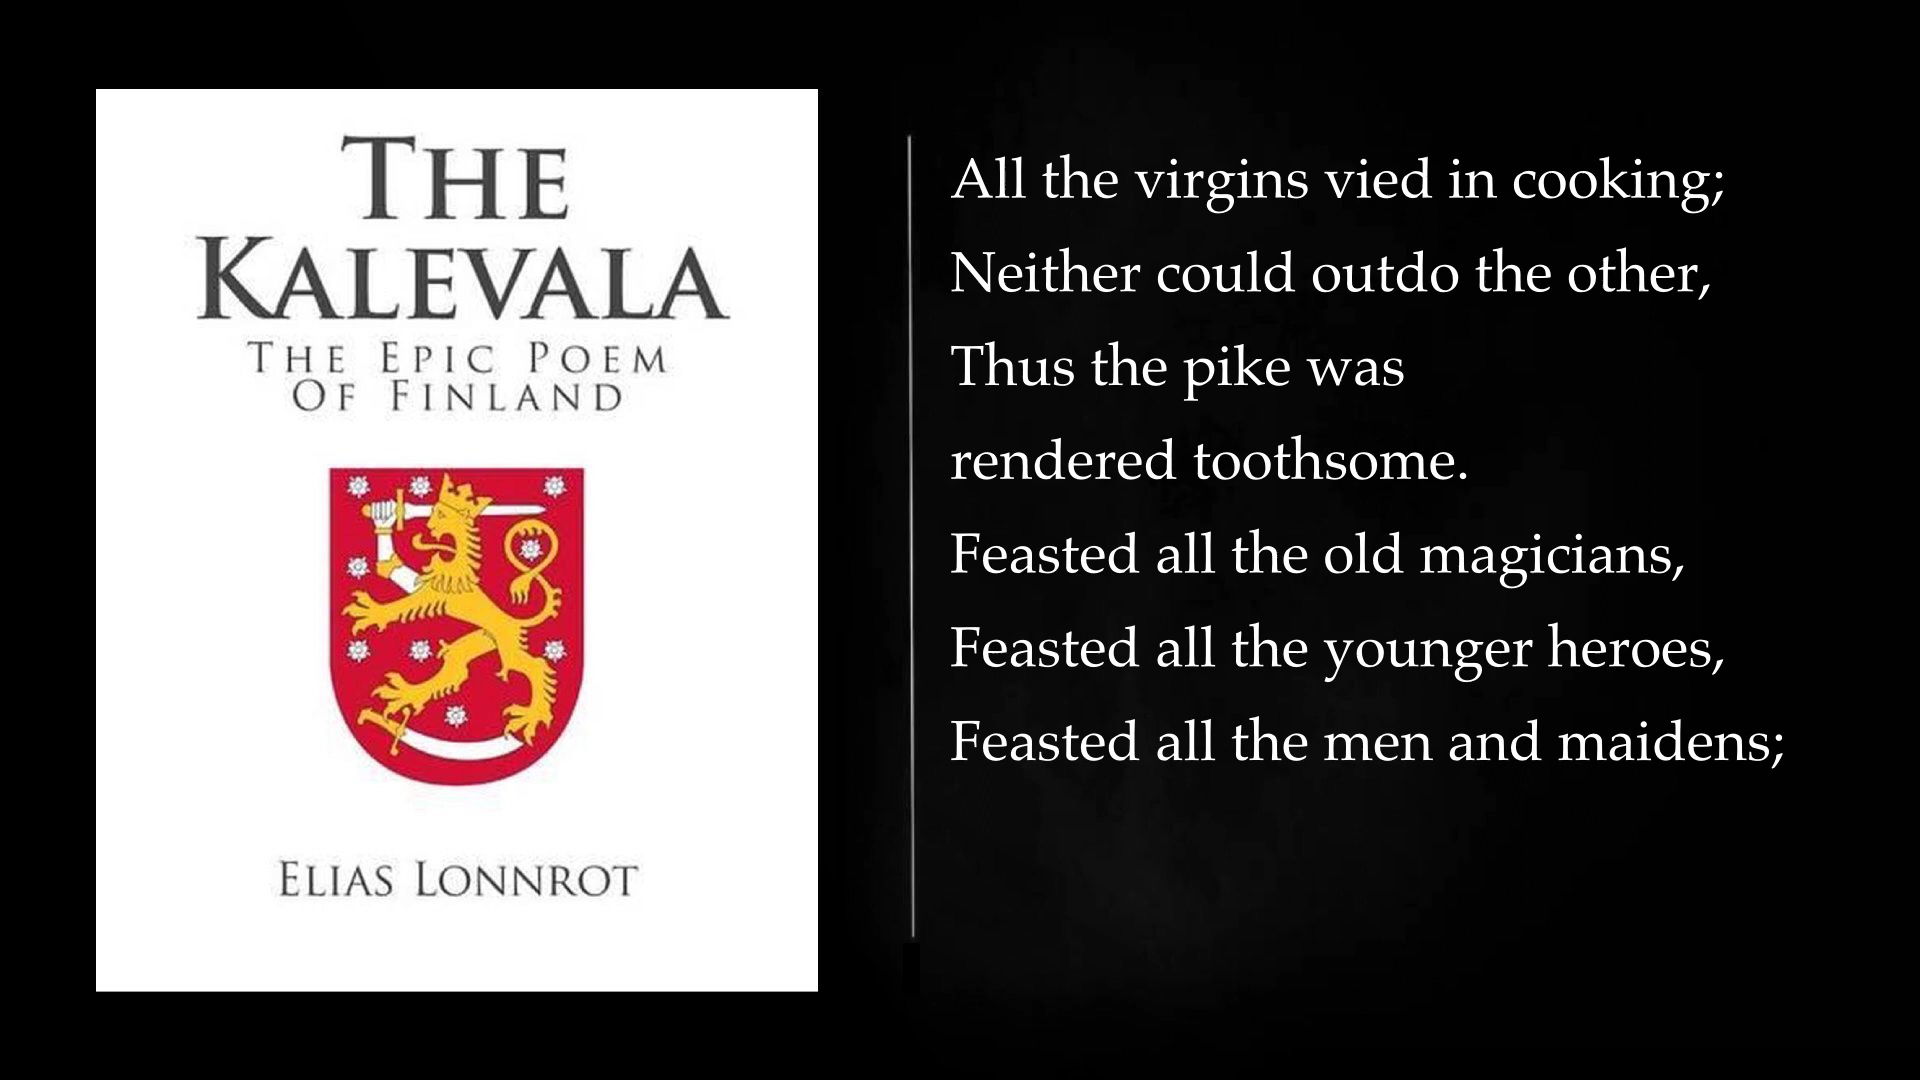 THE
KALEVALA
THE EPIC POEM
OF FINLAND
ELIAS LONNROT
All the virgins vied in cooking;
Neither could outdo the other,
Thus the pike was
rendered toothsome.
Feasted all the old magicians,
Feasted all the younger heroes,
Feasted all the men and maidens;